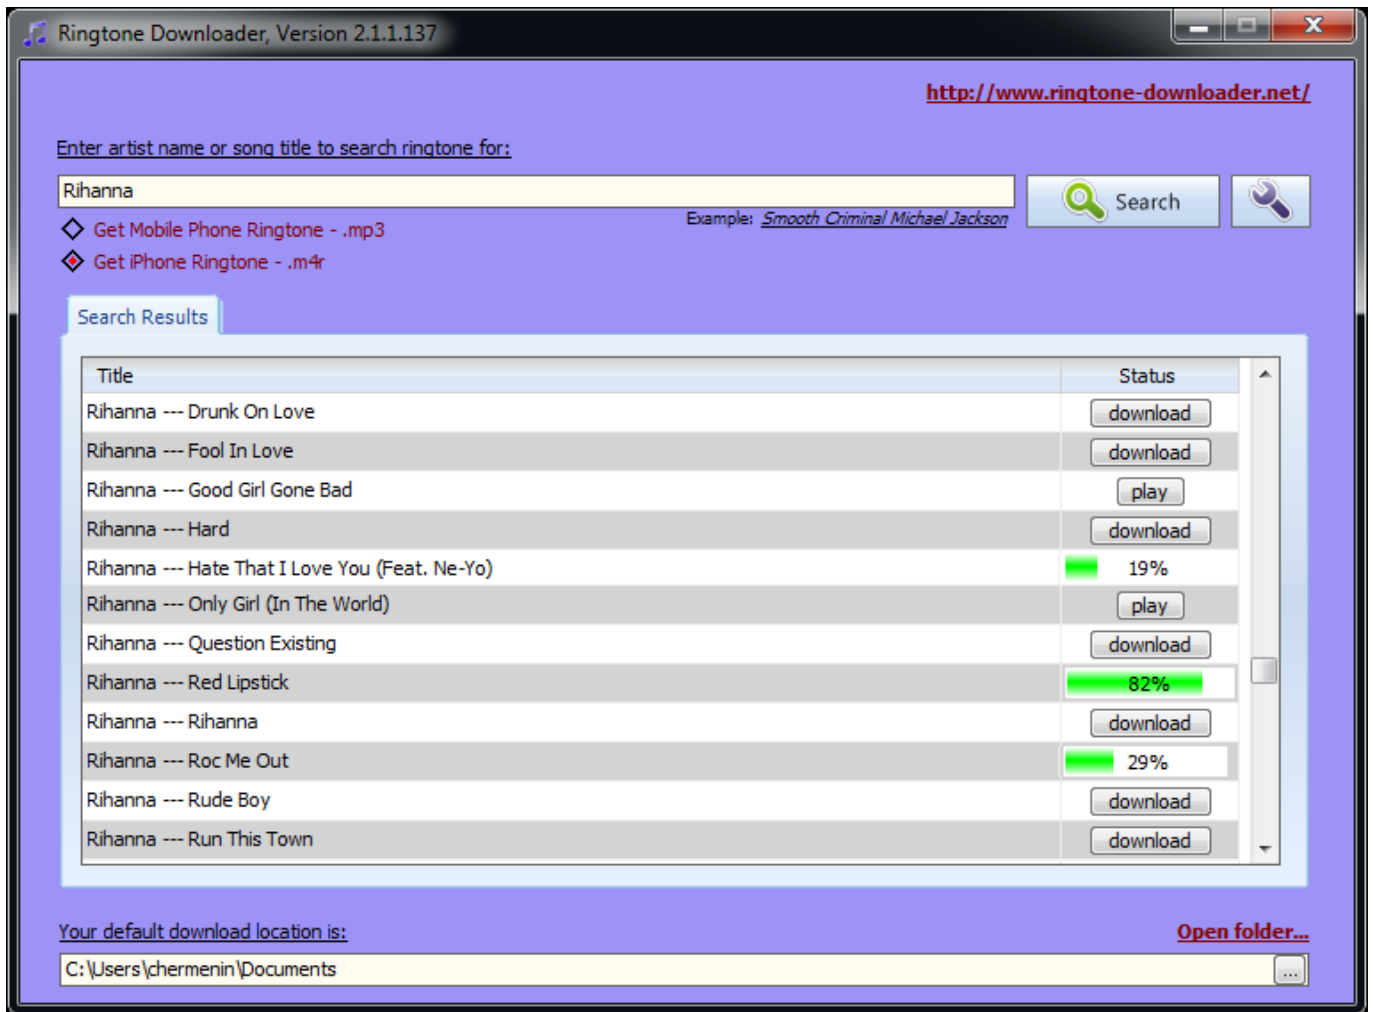 Ringtone Downloader, Version 2.1.1.137
http://www.ringtone-downloader.net/
Enter artist name or song title to search ringtone for:
Rihanna
Search
Example: Smooth Criminal Michael Jackson
Get Mobile Phone Ringtone - .mp3
Get iPhone Ringtone - .m4r
Search Results
Title Status
Rihanna --- Drunk On Love download
Rihanna --- Fool In Love download
Rihanna --- Good Girl Gone Bad play
Rihanna --- Hard download
Rihanna --- Hate That I Love You (Feat. Ne-Yo) 19%
Rihanna --- Only Girl (In The World) play
Rihanna --- Question Existing download
Rihanna --- Red Lipstick 82%
Rihanna --- Rihanna download
Rihanna --- Roc Me Out 29%
Rihanna --- Rude Boy download
Rihanna --- Run This Town download
Your default download location is:
Open folder...
C:\Users\chermenin\Documents
...